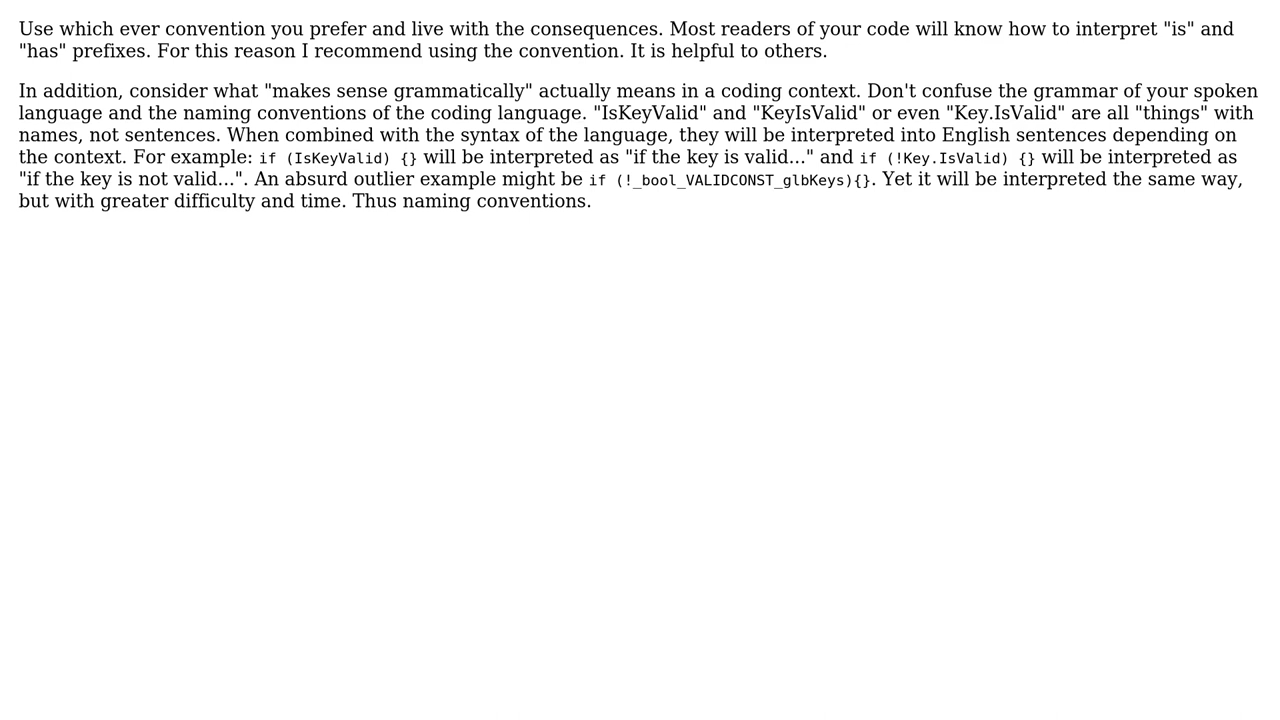 Use which ever convention you prefer and live with the consequences. Most readers of your code will know how to interpret "is" and
"has" prefixes. For this reason I recommend using the convention. It is helpful to others.
In addition, consider what "makes sense grammatically" actually means in a coding context. Don't confuse the grammar of your spoken
language and the naming conventions of the coding language. "IsKeyValid" and "KeyIsValid" or even "Key.IsValid" are all "things" with
names, not sentences. When combined with the syntax of the language, they will be interpreted into English sentences depending on
the context. For example: if (IsKeyValid) {} will be interpreted as "if the key is valid..." and if (!Key.IsValid) {} will be interpreted as
"if the key is not valid...". An absurd outlier example might be if (!_bool_VALIDCONST_glbKeys){}. Yet it will be interpreted the same way,
but with greater difficulty and time. Thus naming conventions.